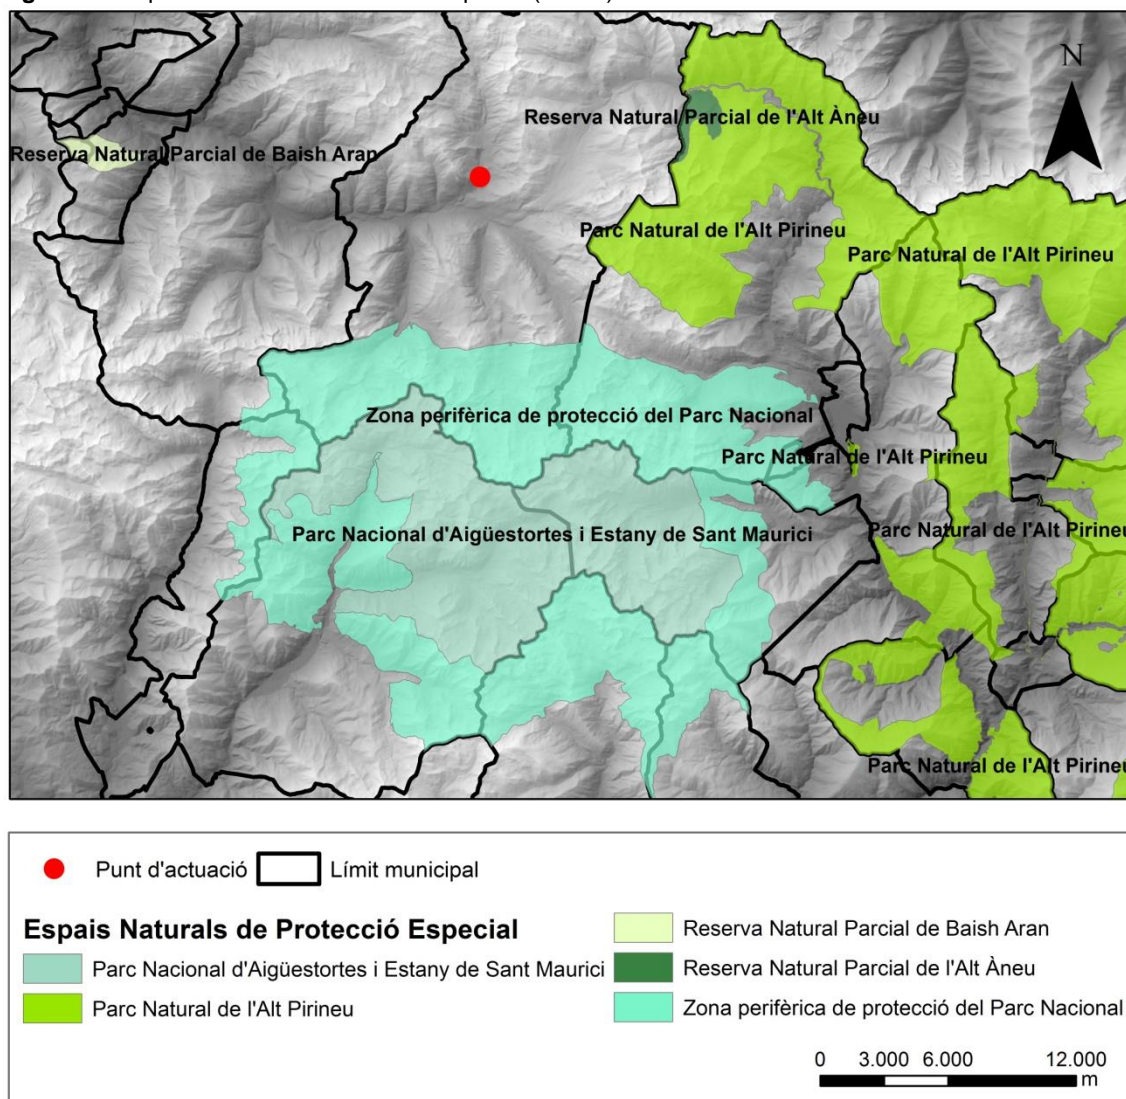 N
Reserva Natural Parcial de l'Alt Àneu
Reserva Natural Parcial de Baish Aran
Parc Natural de l'Alt Pirineu
Parc Natural de l'Alt Pirineu
Zona perifèrica de protecció del Parc Nacional
Parc Natural de l'Alt Pirineu
Parc Nacional d'Aigüestortes i Estany de Sant Maurici
Parc Natural de l'Alt Pirineu
Parc Natural de l'Alt Pirineu
Punt d'actuació
Límit municipal
Espais Naturals de Protecció Especial
Parc Nacional d'Aigüestortes i Estany de Sant Maurici
Parc Natural de l'Alt Pirineu
Reserva Natural Parcial de Baish Aran
Reserva Natural Parcial de l'Alt Àneu
Zona perifèrica de protecció del Parc Nacional
0 3.000 6.000 12.000
m